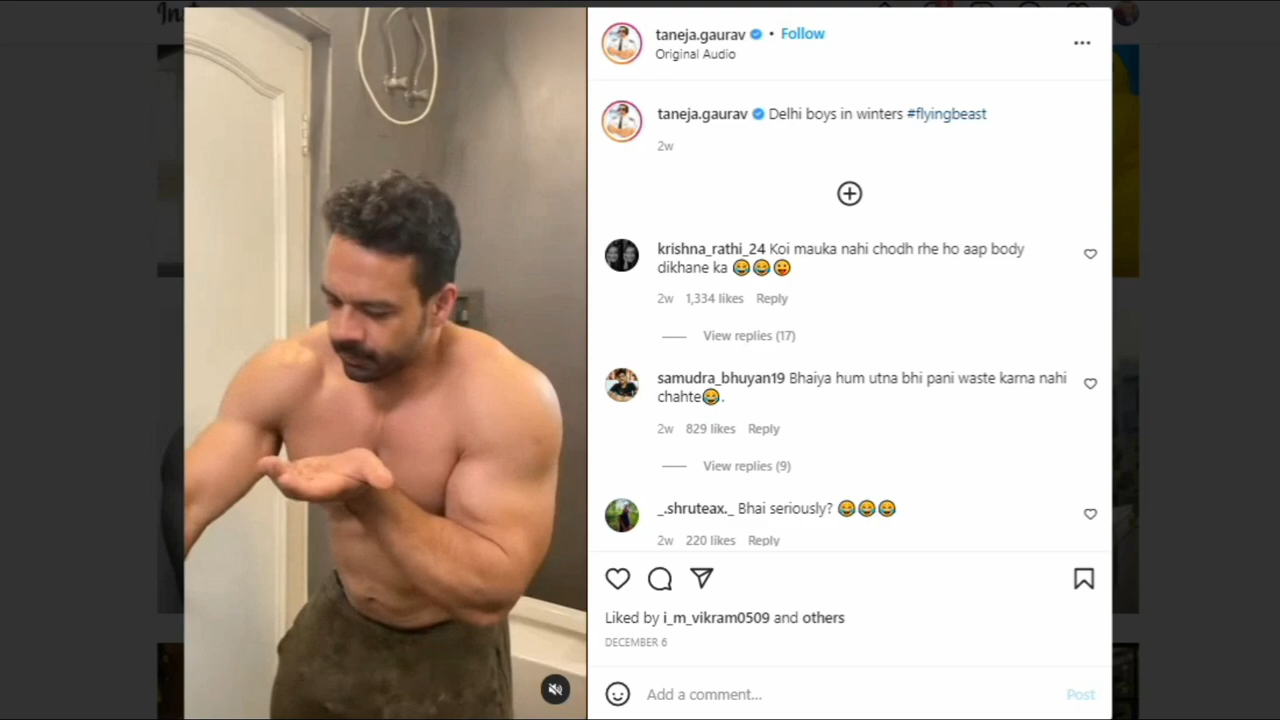 Ins
taneja.gaurav • Follow
Original Audio
taneja.gaurav Delhi boys in winters #flyingbeast
2w
krishna_rathi_24 Koi mauka nahi chodh rhe ho aap body
dikhane ka 😂😂😛
2w 1,334 likes Reply
View replies (17)
samudra_bhuyan19 Bhaiya hum utna bhi pani waste karna nahi
chahte😂.
2w 829 likes Reply
View replies (9)
_.shruteax._ Bhai seriously? 😂😂😂
2w 220 likes Reply
Liked by i_m_vikram0509 and others
DECEMBER 6
Add a comment...
Post